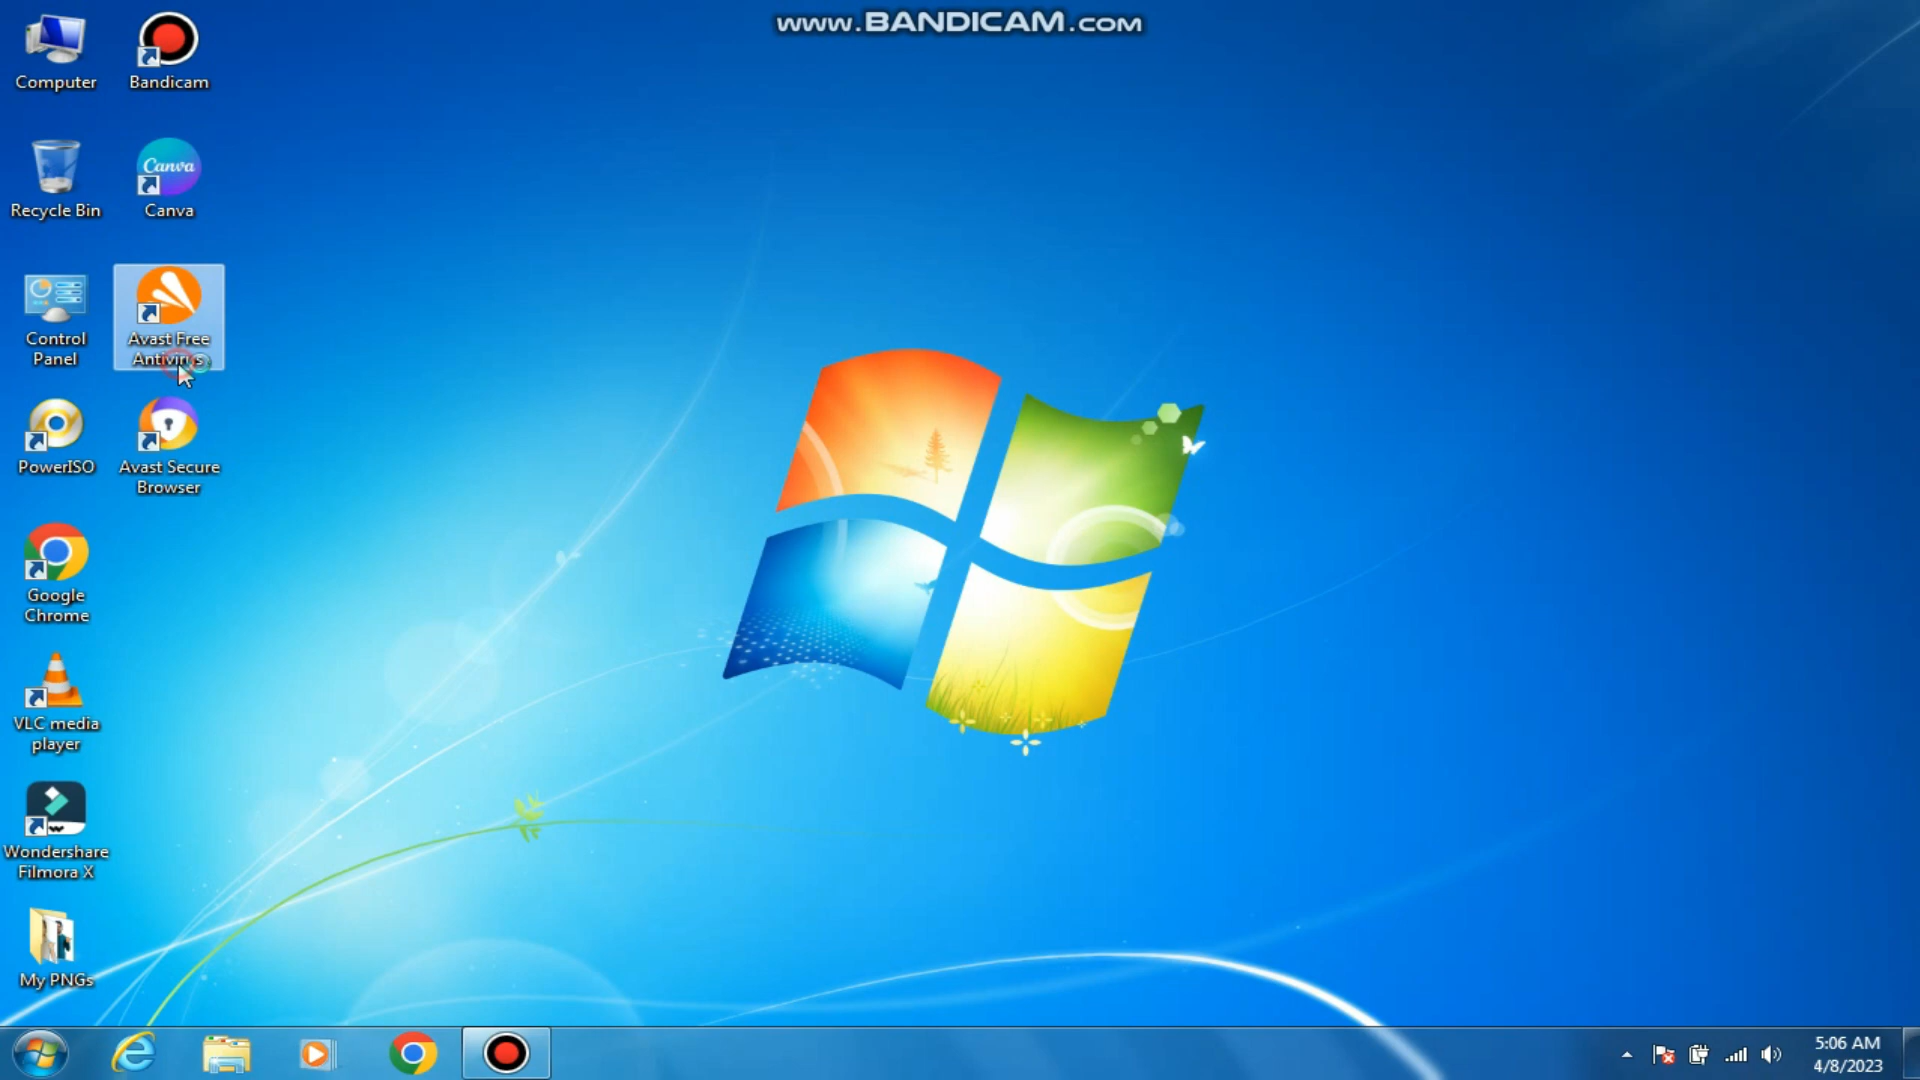 www.BANDICAM.com
Computer
Bandicam
Recycle Bin
Canva
Canva
Control
Panel
Avast Free
Antivirus
PowerISO
Avast Secure
Browser
Google
Chrome
VLC media
player
Wondershare
Filmora X
My PNGs
5:06 AM
4/8/2023